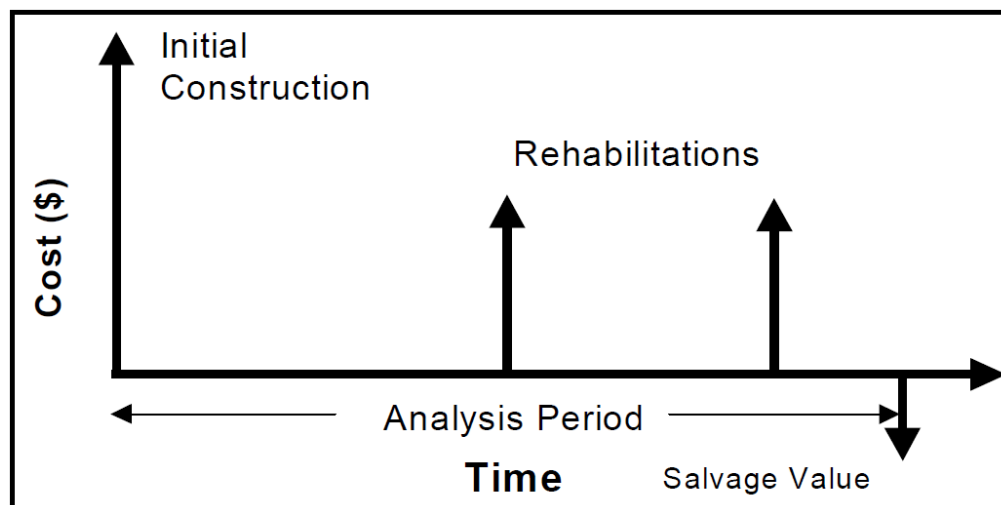 Initial
Construction
Rehabilitations
Cost ($)
Analysis Period
Time
Salvage Value